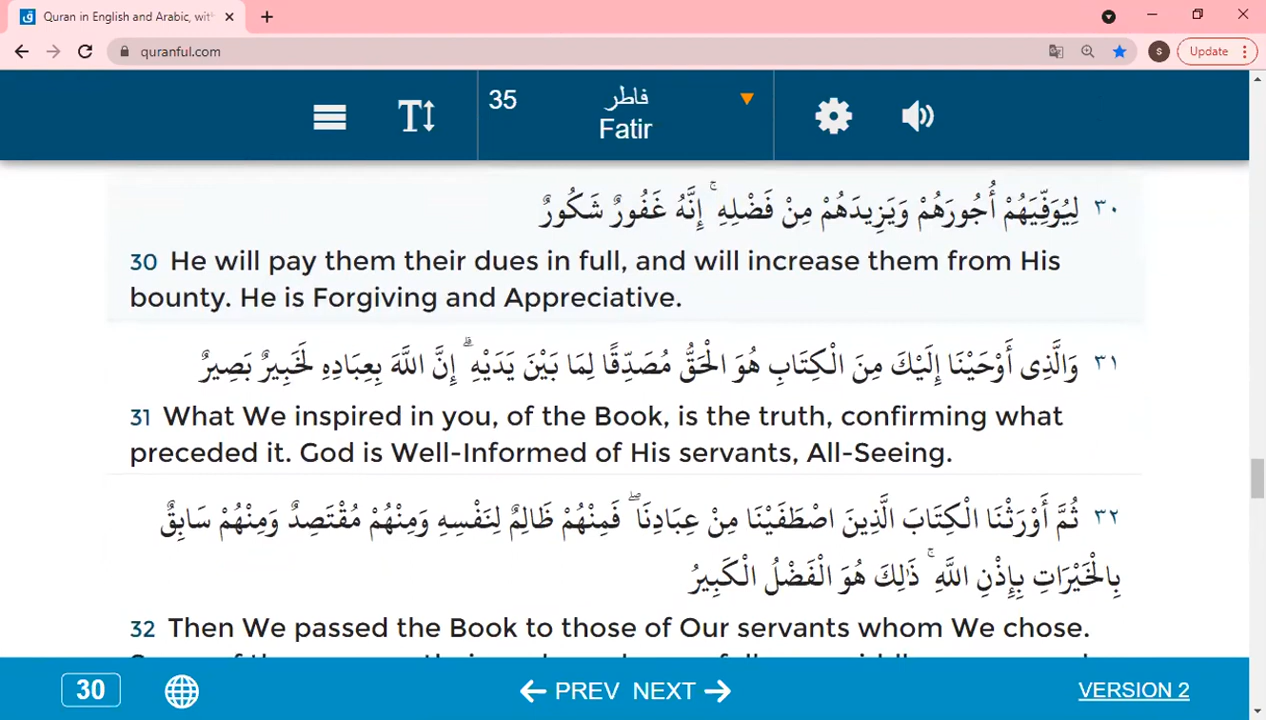 Quran in English and Arabic, wit
quranful.com
Update
35
فاطر
Fatir
٣٠ لِيُوَفِّيَهُمْ أُجُورَهُمْ وَيَزِيدَهُمْ مِنْ فَضْلِهِ ۚ إِنَّهُ غَفُورٌ شَكُورٌ
30 He will pay them their dues in full, and will increase them from His
bounty. He is Forgiving and Appreciative.
٣١ وَالَّذِى أَوْحَيْنَا إِلَيْكَ مِنَ الْكِتَابِ هُوَ الْحَقُّ مُصَدِّقًا لِمَا بَيْنَ يَدَيْهِ ۗ إِنَّ اللَّهَ بِعِبَادِهِ لَخَبِيرٌ بَصِيرٌ
31 What We inspired in you, of the Book, is the truth, confirming what
preceded it. God is Well-Informed of His servants, All-Seeing.
٣٢ ثُمَّ أَوْرَثْنَا الْكِتَابَ الَّذِينَ اصْطَفَيْنَا مِنْ عِبَادِنَا ۖ فَمِنْهُمْ ظَالِمٌ لِنَفْسِهِ وَمِنْهُمْ مُقْتَصِدٌ وَمِنْهُمْ سَابِقٌ
بِالْخَيْرَاتِ بِإِذْنِ اللَّهِ ۚ ذَٰلِكَ هُوَ الْفَضْلُ الْكَبِيرُ
32 Then We passed the Book to those of Our servants whom We chose.
30
PREV NEXT
VERSION 2